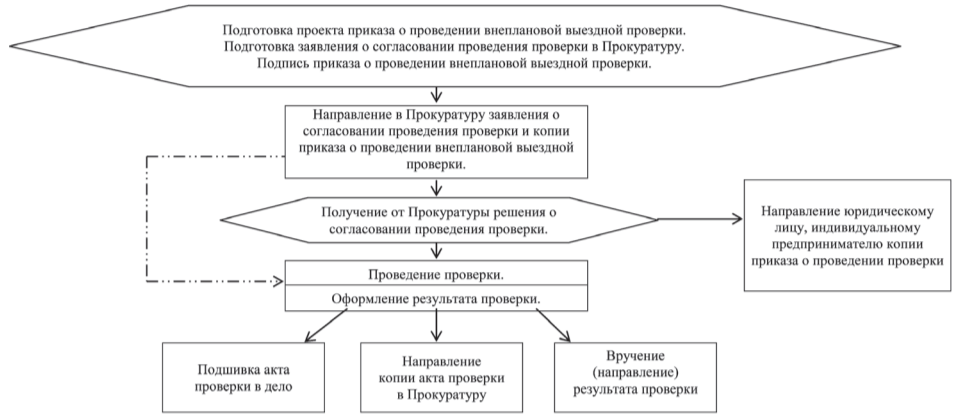 Подготовка проекта приказа о проведении внеплановой выездной проверки.
Подготовка заявления о согласовании проведения проверки в Прокуратуру.
Подпись приказа о проведении внеплановой выездной проверки.
Направление в Прокуратуру заявления о
согласовании проведения проверки и копии
приказа о проведении внеплановой выездной
проверки.
Получение от Прокуратуры решения о
согласовании проведения проверки.
Направление юридическому
лицу, индивидуальному
предпринимателю копии
приказа о проведении проверки
Проведение проверки.
Оформление результата проверки.
Подшивка акта
проверки в дело
Направление
копии акта проверки
в Прокуратуру
Вручение
(направление)
результата проверки